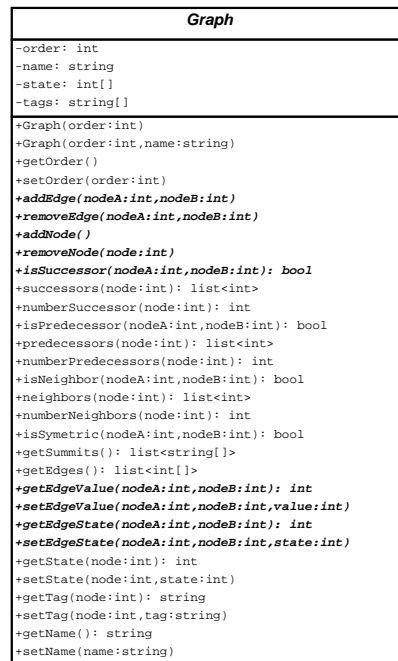 Graph
-order: int
-name: string
-state: int[]
-tags: string[]
+Graph(order:int)
+Graph(order:int,name:string)
+getOrder()
+setOrder(order:int)
+addEdge(nodeA:int,nodeB:int)
+removeEdge(nodeA:int,nodeB:int)
+addNode()
+removeNode(node:int)
+isSuccessor(nodeA:int,nodeB:int): bool
+successors(node:int): list<int>
+numberSuccessor(node:int): int
+isPredecessor(nodeA:int,nodeB:int): bool
+predecessors(node:int): list<int>
+numberPredecessors(node:int): int
+isNeighbor(nodeA:int,nodeB:int): bool
+neighbors(node:int): list<int>
+numberNeighbors(node:int): int
+isSymetric(nodeA:int,nodeB:int): bool
+getSummits(): list<string[]>
+getEdges(): list<int[]>
+getEdgeValue(nodeA:int,nodeB:int): int
+setEdgeValue(nodeA:int,nodeB:int,value:int)
+getEdgeState(nodeA:int,nodeB:int): int
+setEdgeState(nodeA:int,nodeB:int,state:int)
+getState(node:int): int
+setState(node:int,state:int)
+getTag(node:int): string
+setTag(node:int,tag:string)
+getName(): string
+setName(name:string)